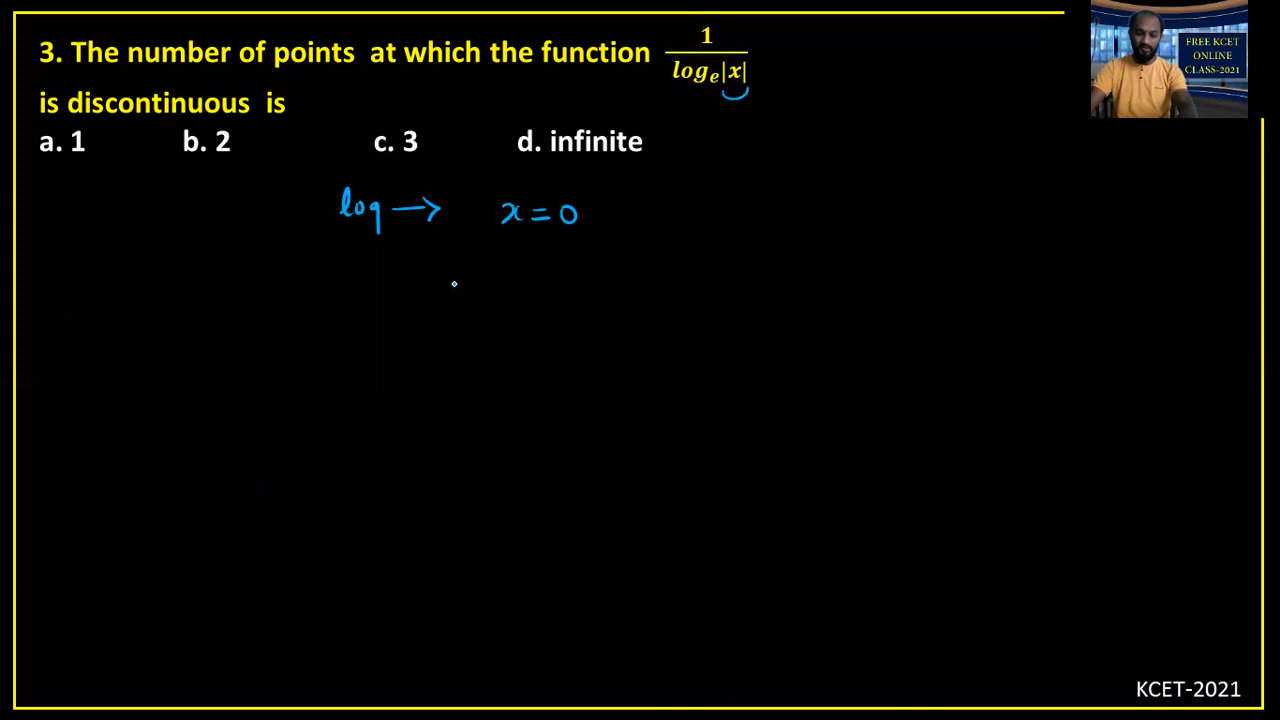 3. The number of points at which the function 1/logₑ|x|
is discontinuous is
a. 1 b. 2 c. 3 d. infinite
log → x = 0
FREE KCET
ONLINE
CLASS-2021
KCET-2021